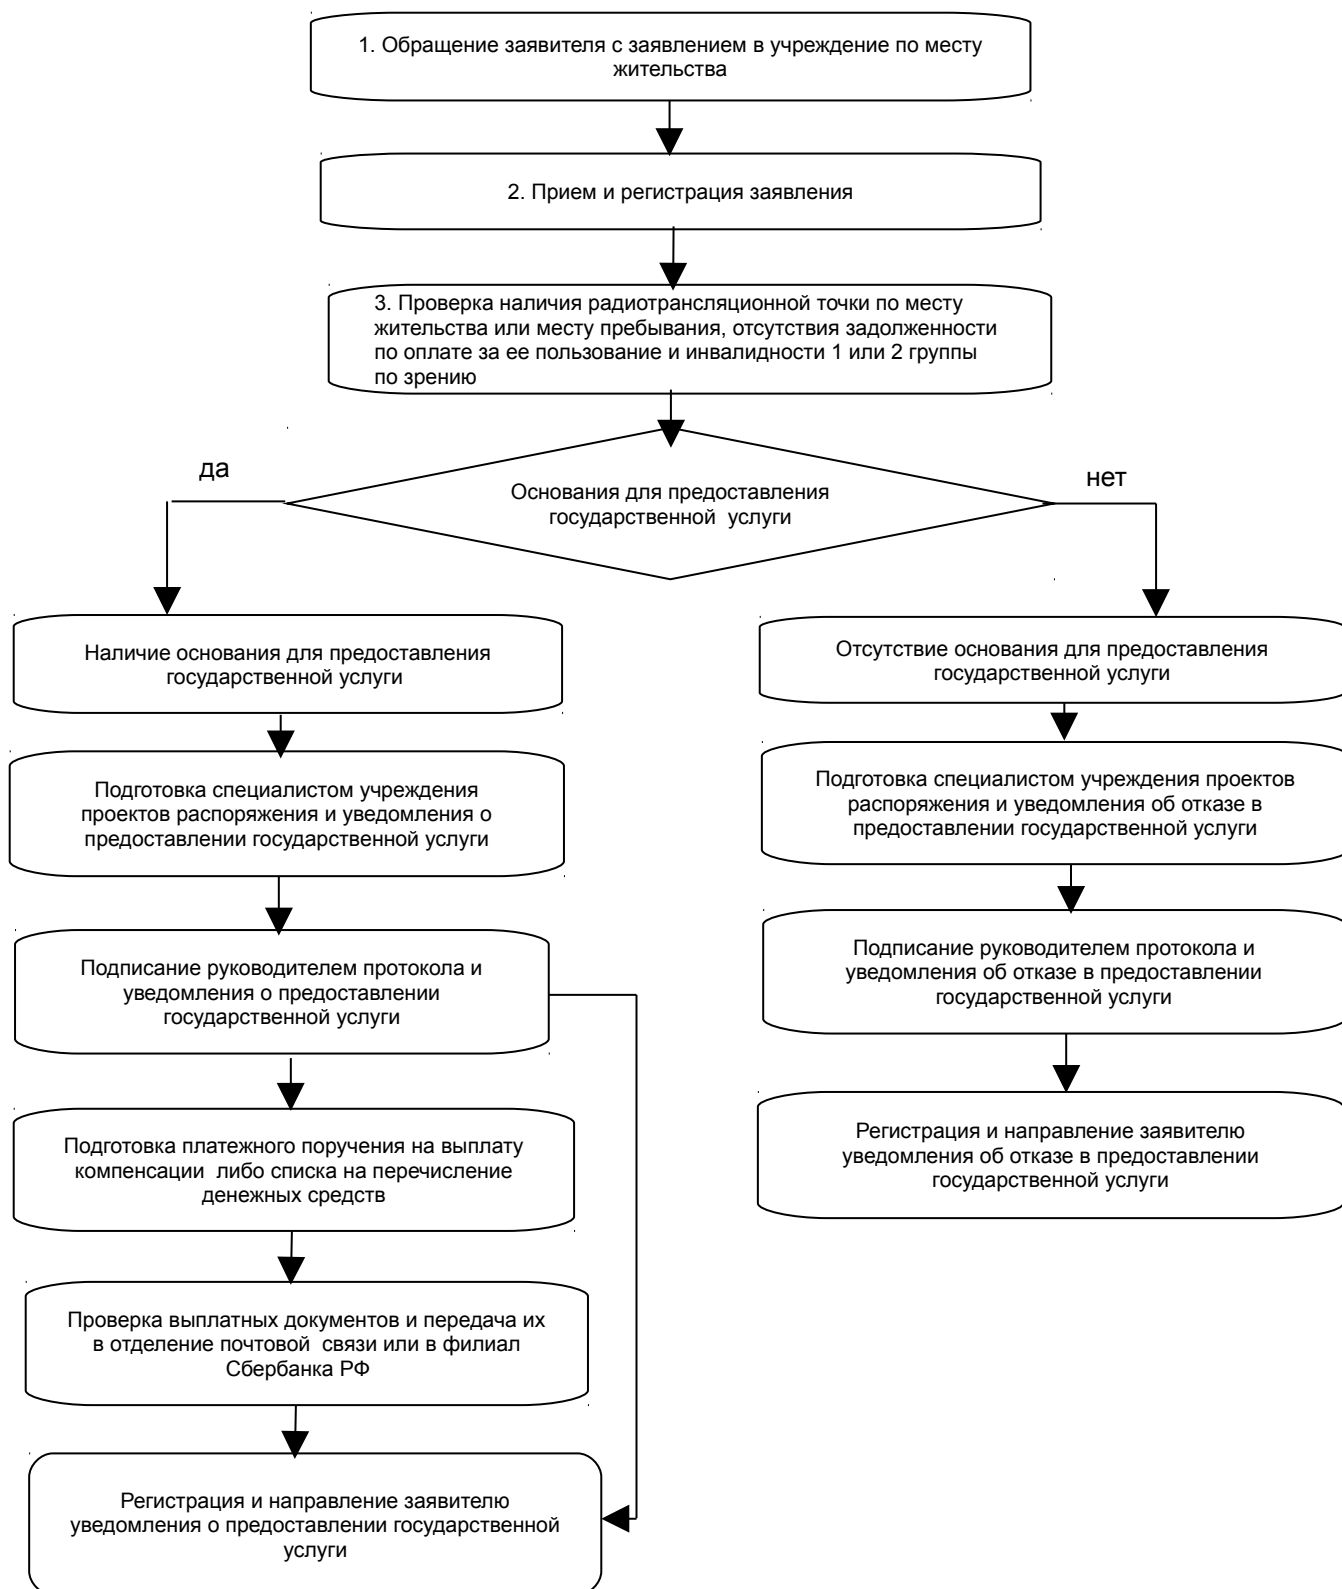 1. Обращение заявителя с заявлением в учреждение по месту
жительства
2. Прием и регистрация заявления
3. Проверка наличия радиотрансляционной точки по месту
жительства или месту пребывания, отсутствия задолженности
по оплате за ее пользование и инвалидности 1 или 2 группы
по зрению
да
нет
Основания для предоставления
государственной услуги
Наличие основания для предоставления
государственной услуги
Подготовка специалистом учреждения
проектов распоряжения и уведомления о
предоставлении государственной услуги
Подписание руководителем протокола и
уведомления о предоставлении
государственной услуги
Подготовка платежного поручения на выплату
компенсации либо списка на перечисление
денежных средств
Проверка выплатных документов и передача их
в отделение почтовой связи или в филиал
Сбербанка РФ
Регистрация и направление заявителю
уведомления о предоставлении государственной
услуги
Отсутствие основания для предоставления
государственной услуги
Подготовка специалистом учреждения проектов
распоряжения и уведомления об отказе в
предоставлении государственной услуги
Подписание руководителем протокола и
уведомления об отказе в предоставлении
государственной услуги
Регистрация и направление заявителю
уведомления об отказе в предоставлении
государственной услуги